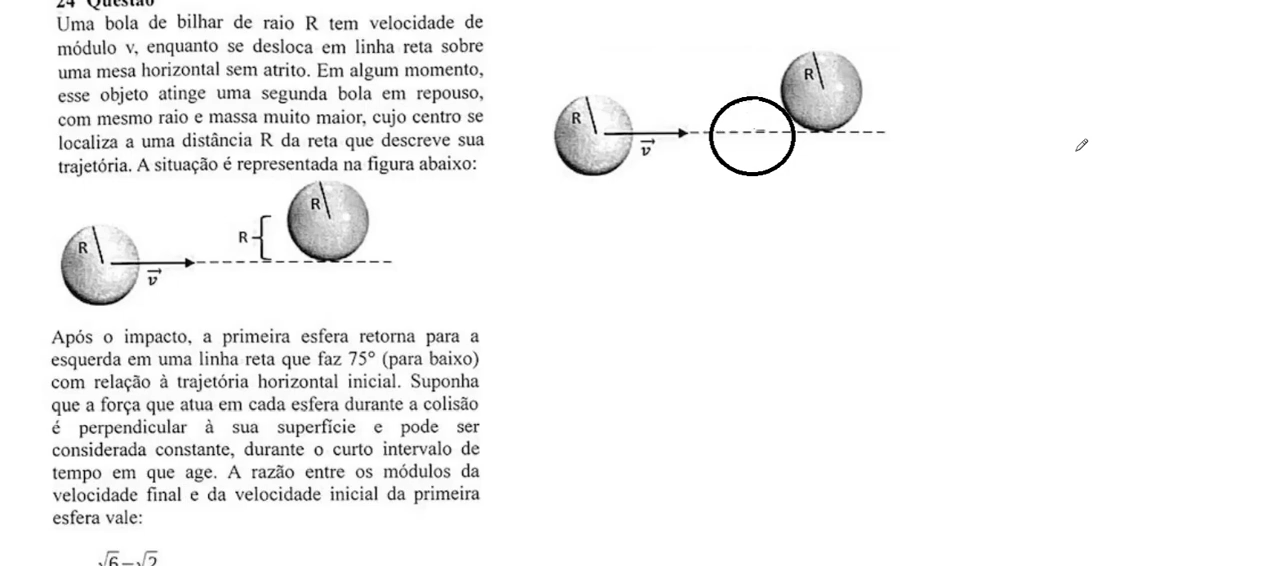 24 Questão
Uma bola de bilhar de raio R tem velocidade de
módulo v, enquanto se desloca em linha reta sobre
uma mesa horizontal sem atrito. Em algum momento,
esse objeto atinge uma segunda bola em repouso,
com mesmo raio e massa muito maior, cujo centro se
localiza a uma distância R da reta que descreve sua
trajetória. A situação é representada na figura abaixo:
R
R
R
v⃗
Após o impacto, a primeira esfera retorna para a
esquerda em uma linha reta que faz 75° (para baixo)
com relação à trajetória horizontal inicial. Suponha
que a força que atua em cada esfera durante a colisão
é perpendicular à sua superfície e pode ser
considerada constante, durante o curto intervalo de
tempo em que age. A razão entre os módulos da
velocidade final e da velocidade inicial da primeira
esfera vale:
√6−√2
R
R
v⃗